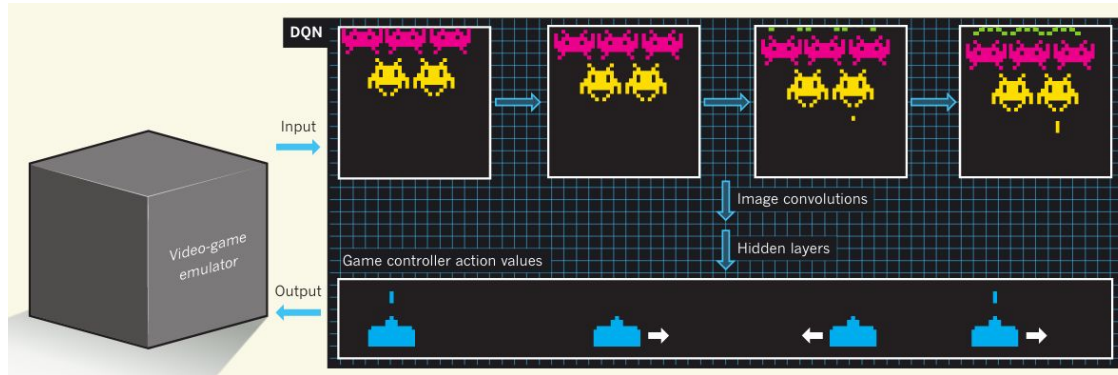 DQN
Input
Image convolutions
Video-game
emulator
Hidden layers
Game controller action values
Output